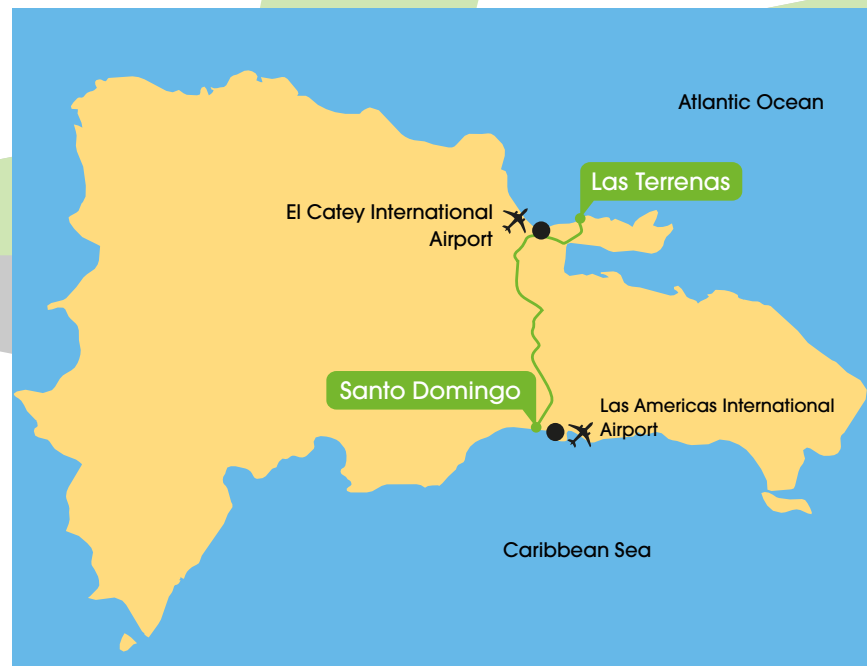 Atlantic Ocean
Las Terrenas
El Catey International
Airport
Santo Domingo
Las Americas International
Airport
Caribbean Sea